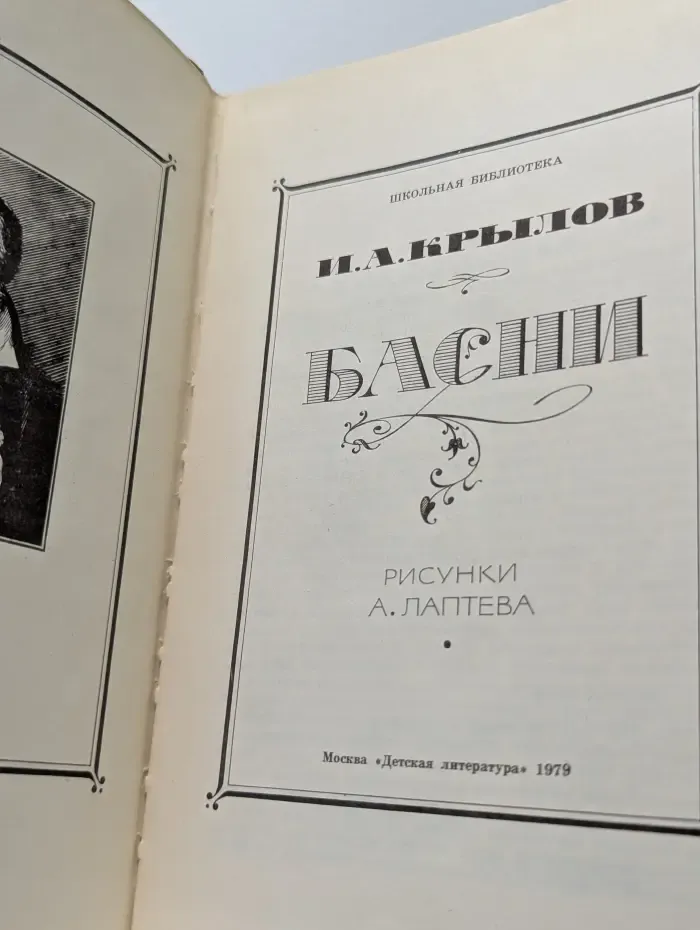 ШКОЛЬНАЯ БИБЛИОТЕКА
И.А.КРЫЛОВ
БАСНИ
РИСУНКИ
А. ЛАПТЕВА
Москва «Детская литература» 1979